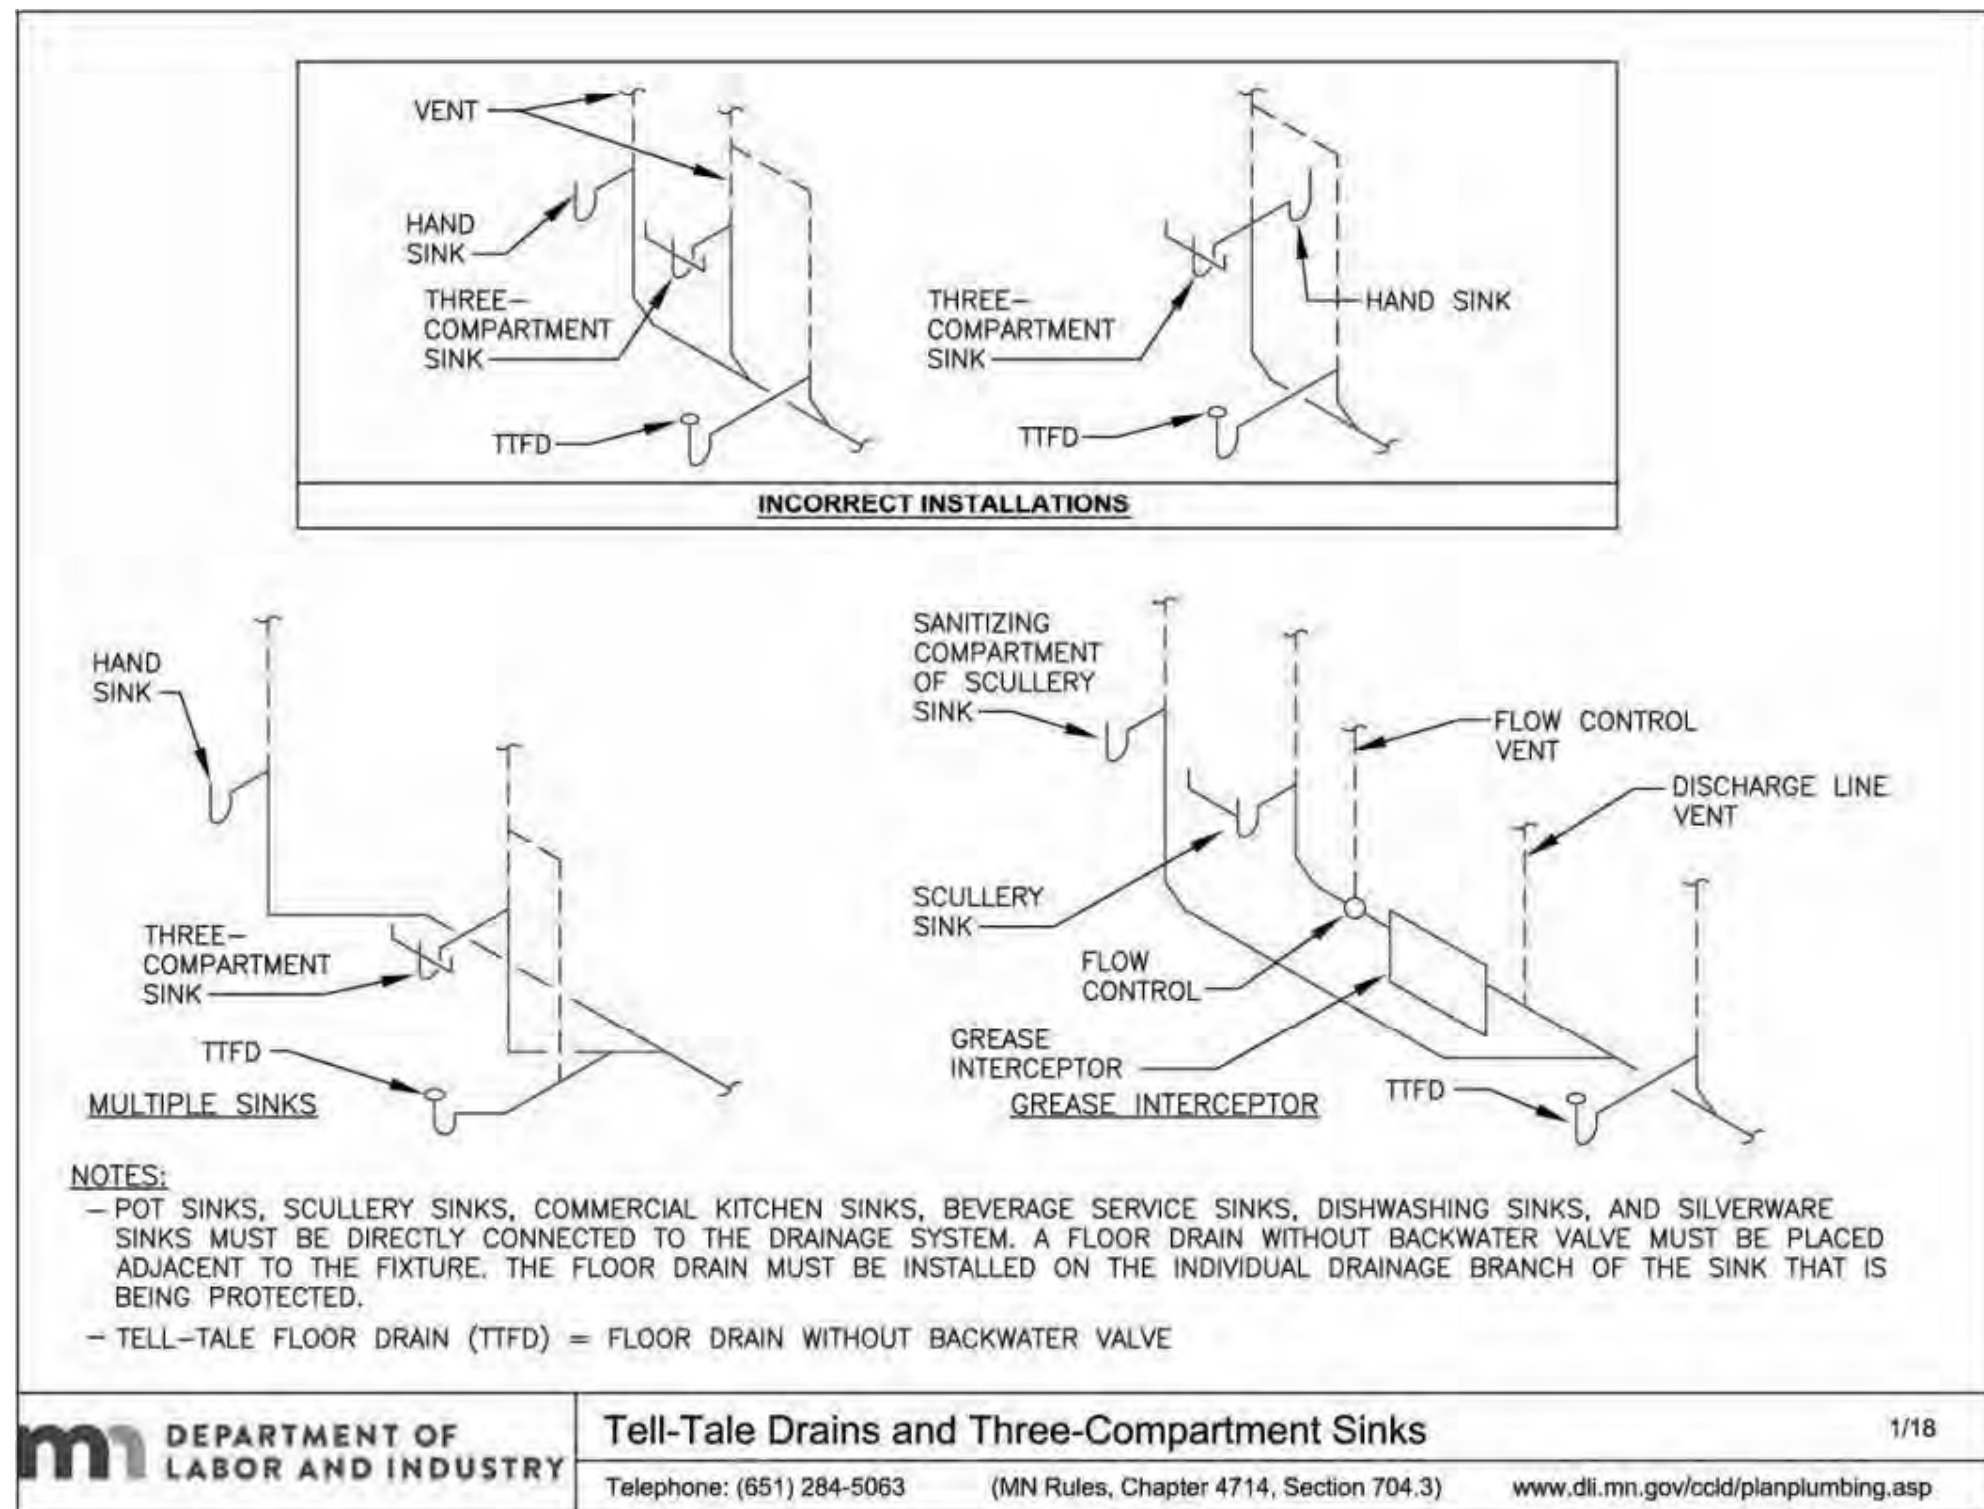 VENT
HAND
SINK
THREE-
COMPARTMENT
SINK
TTFD
THREE-
COMPARTMENT
SINK
HAND SINK
TTFD
INCORRECT INSTALLATIONS
HAND
SINK
THREE-
COMPARTMENT
SINK
TTFD
MULTIPLE SINKS
SANITIZING
COMPARTMENT
OF SCULLERY
SINK
FLOW CONTROL
VENT
DISCHARGE LINE
VENT
SCULLERY
SINK
FLOW
CONTROL
GREASE
INTERCEPTOR
TTFD
GREASE INTERCEPTOR
NOTES:
- POT SINKS, SCULLERY SINKS, COMMERCIAL KITCHEN SINKS, BEVERAGE SERVICE SINKS, DISHWASHING SINKS, AND SILVERWARE
SINKS MUST BE DIRECTLY CONNECTED TO THE DRAINAGE SYSTEM. A FLOOR DRAIN WITHOUT BACKWATER VALVE MUST BE PLACED
ADJACENT TO THE FIXTURE. THE FLOOR DRAIN MUST BE INSTALLED ON THE INDIVIDUAL DRAINAGE BRANCH OF THE SINK THAT IS
BEING PROTECTED.
- TELL-TALE FLOOR DRAIN (TTFD) = FLOOR DRAIN WITHOUT BACKWATER VALVE
mn DEPARTMENT OF
LABOR AND INDUSTRY
Tell-Tale Drains and Three-Compartment Sinks
1/18
Telephone: (651) 284-5063
(MN Rules, Chapter 4714, Section 704.3)
www.dli.mn.gov/ccld/planplumbing.asp